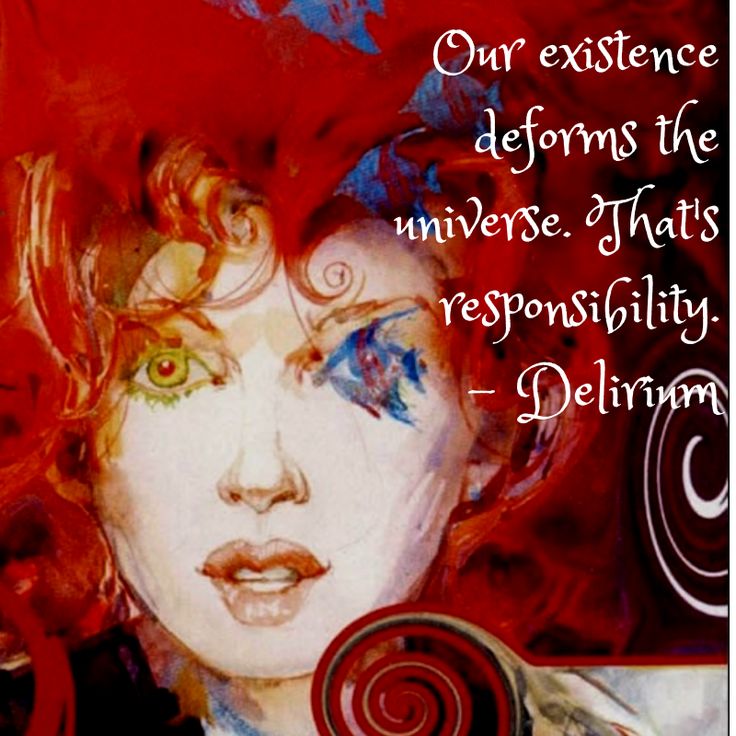 Our existence
deforms the
universe. That's
responsibility.
– Delirium